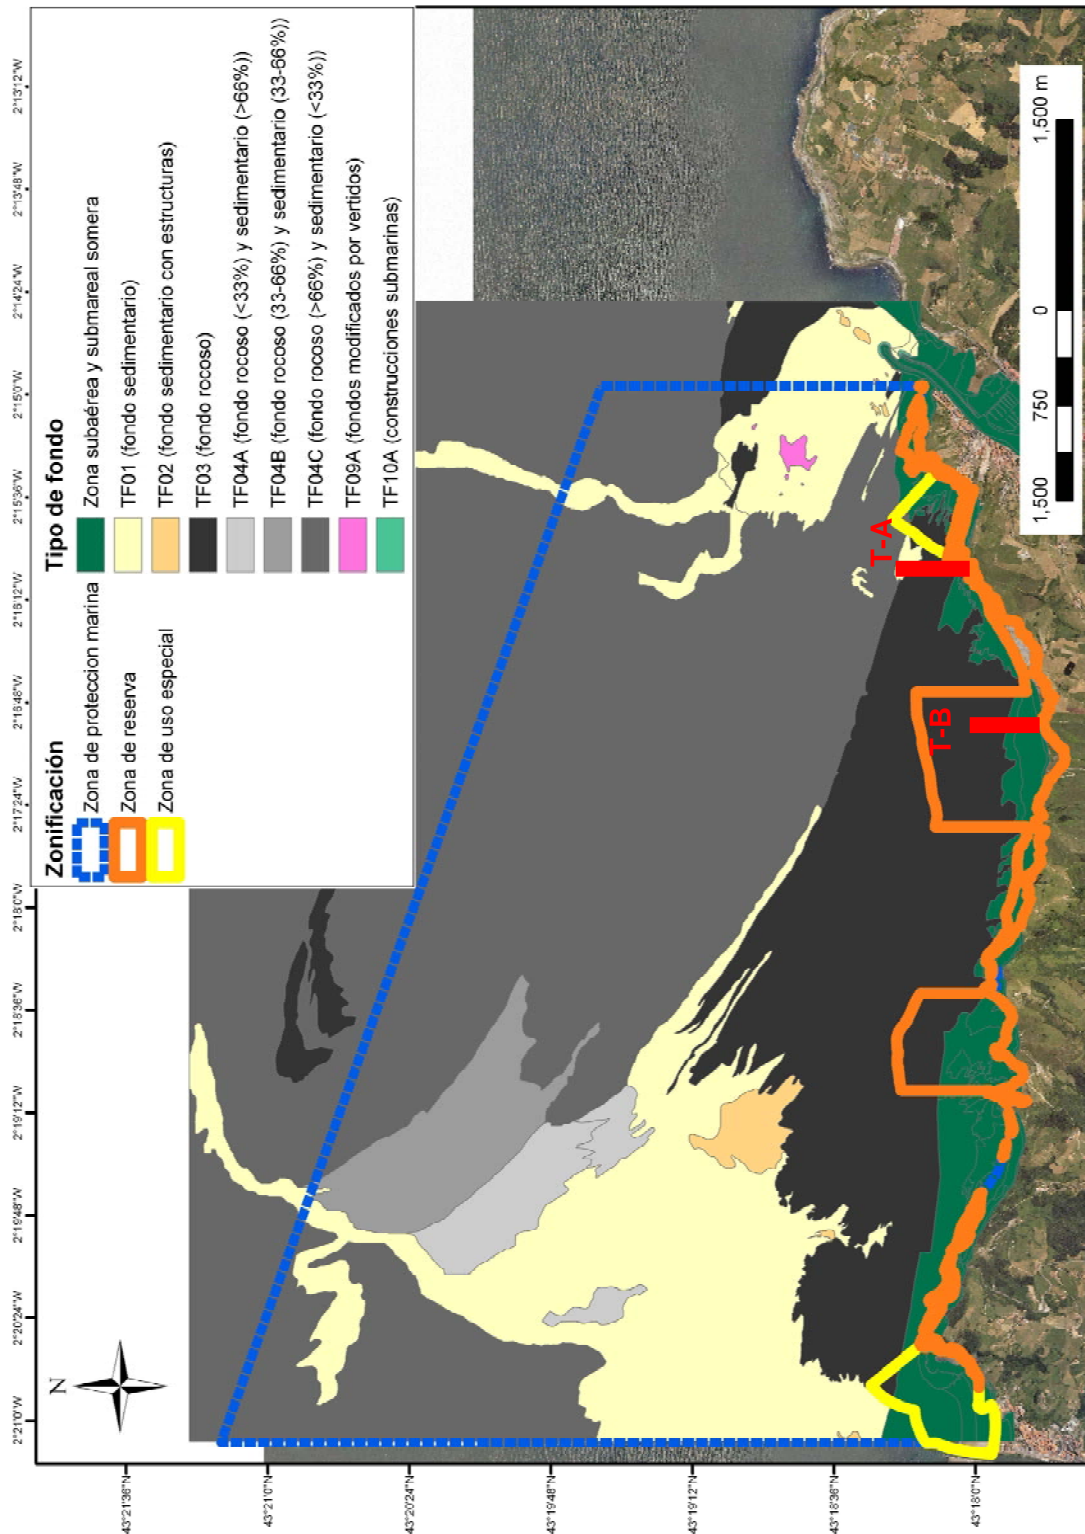 2°21'0"W
2°20'24"W
2°19'48"W
2°19'12"W
2°18'36"W
2°18'0"W
2°17'24"W
2°16'48"W
2°16'12"W
2°15'36"W
2°15'0"W
2°14'24"W
2°13'48"W
2°13'12"W
N
Zonificación
Zona de proteccion marina
Zona de reserva
Zona de uso especial
Tipo de fondo
Zona subaérea y submareal somera
TF01 (fondo sedimentario)
TF02 (fondo sedimentario con estructuras)
TF03 (fondo rocoso)
TF04A (fondo rocoso (<33%) y sedimentario (>66%))
TF04B (fondo rocoso (33-66%) y sedimentario (33-66%))
TF04C (fondo rocoso (>66%) y sedimentario (<33%))
TF09A (fondos modificados por vertidos)
TF10A (construcciones submarinas)
43°21'36"N
43°21'0"N
43°20'24"N
43°19'48"N
43°19'12"N
43°18'36"N
43°18'0"N
T-A
T-B
1,500 750 0 1,500 m